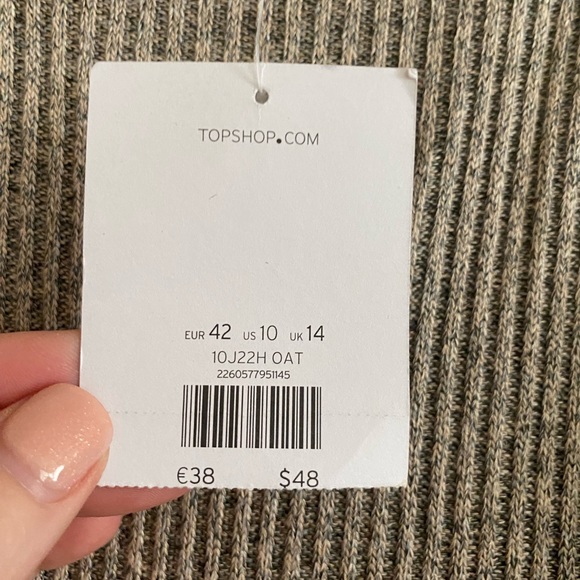 TOPSHOP.COM
EUR 42 US 10 UK 14
10J22H OAT
2260577951145
€38 $48